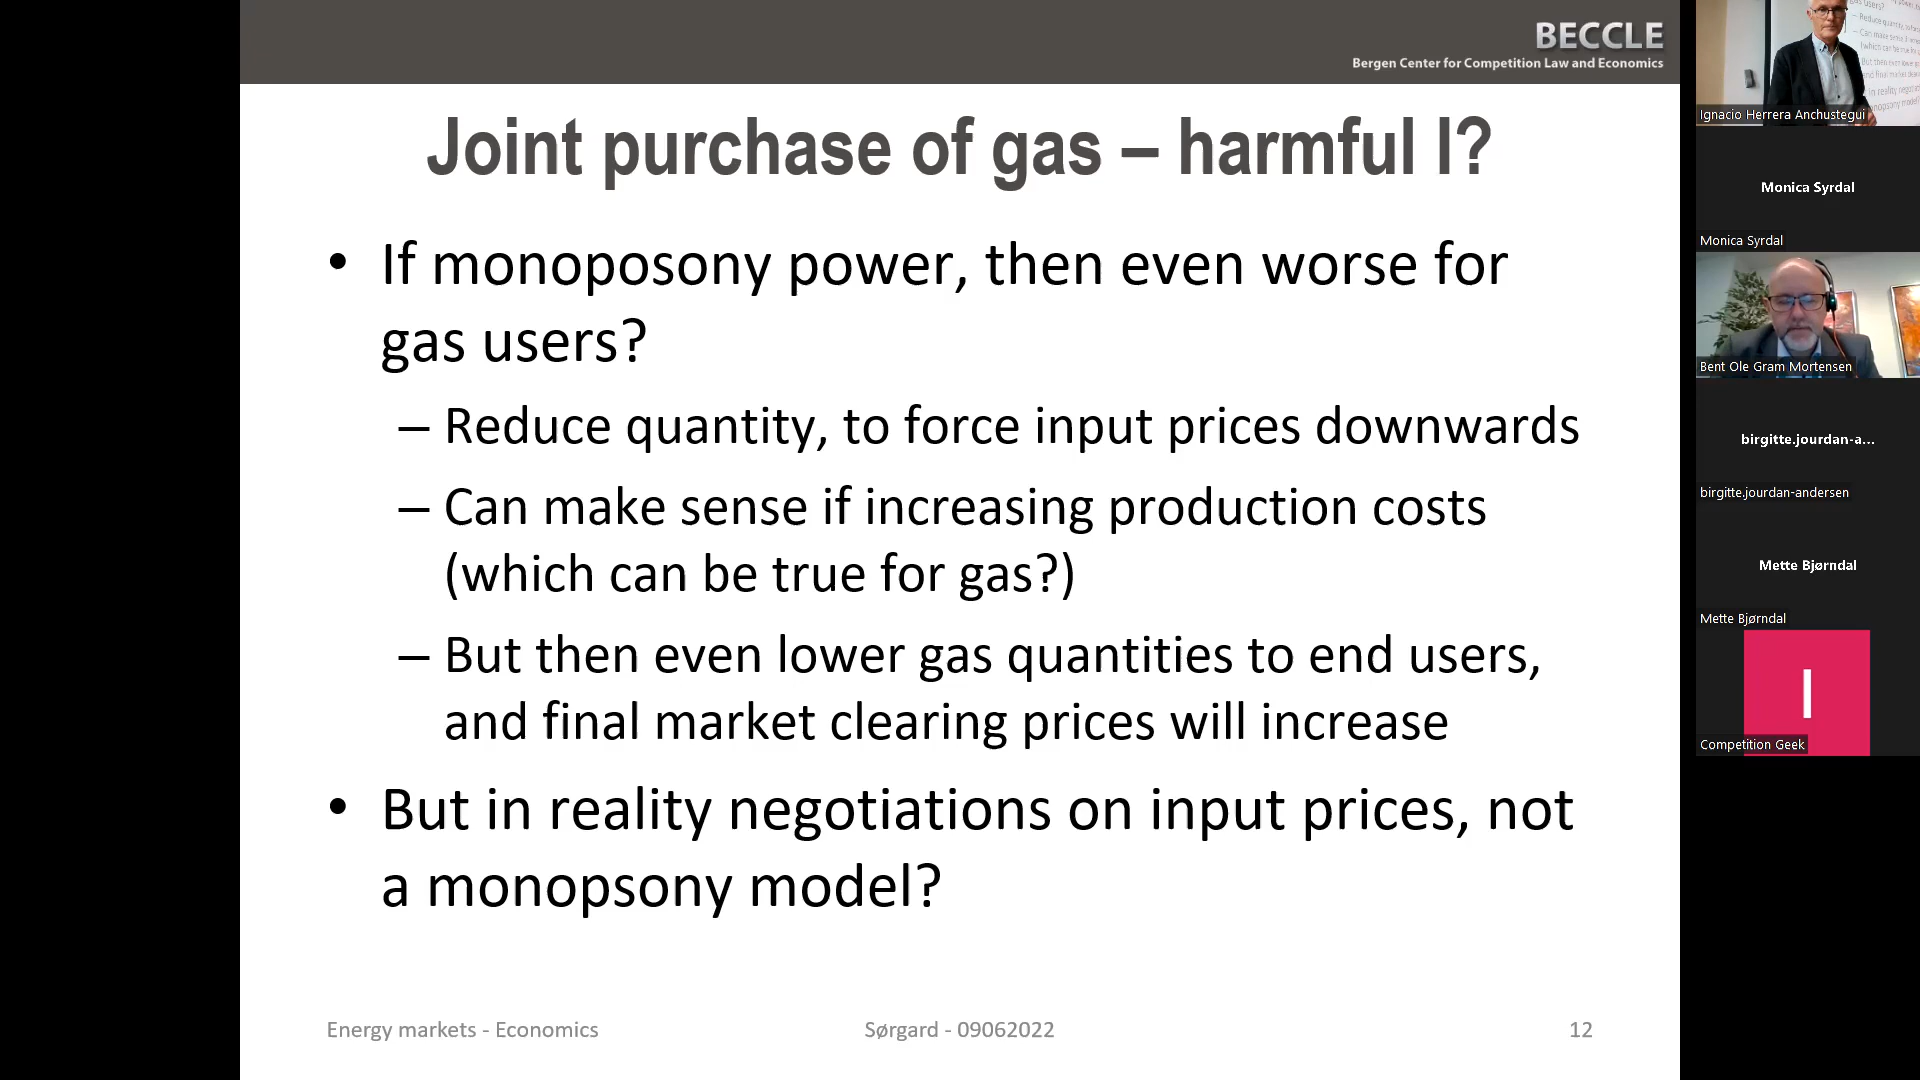 BECCLE
Bergen Center for Competition Law and Economics
Joint purchase of gas – harmful I?
• If monoposony power, then even worse for
gas users?
– Reduce quantity, to force input prices downwards
– Can make sense if increasing production costs
(which can be true for gas?)
– But then even lower gas quantities to end users,
and final market clearing prices will increase
• But in reality negotiations on input prices, not
a monopsony model?
Energy markets - Economics
Sørgard - 09062022
12
Ignacio Herrera Anchustegui
Monica Syrdal
Monica Syrdal
Bent Ole Gram Mortensen
birgitte.jourdan-a...
birgitte.jourdan-andersen
Mette Bjørndal
Mette Bjørndal
I
Competition Geek